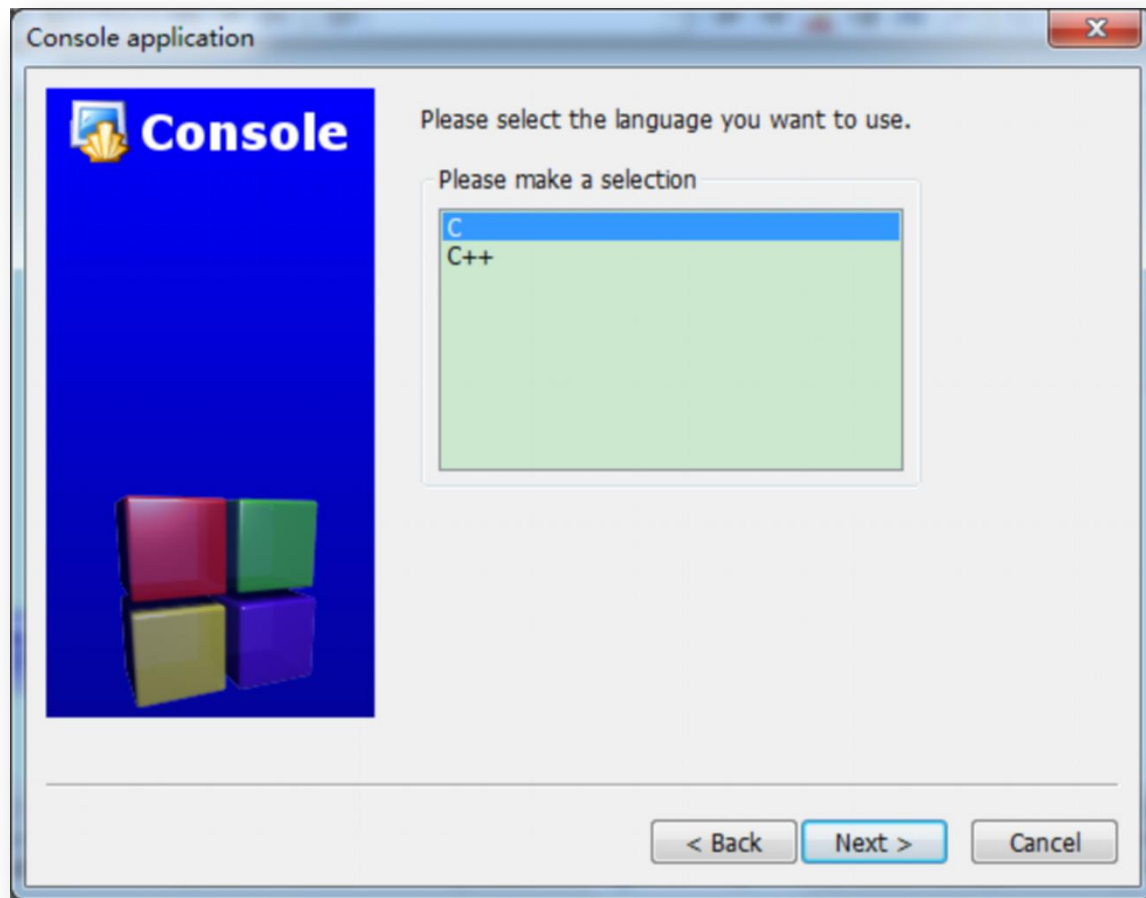 Console application
Console
Please select the language you want to use.
Please make a selection
C
C++
< Back
Next >
Cancel